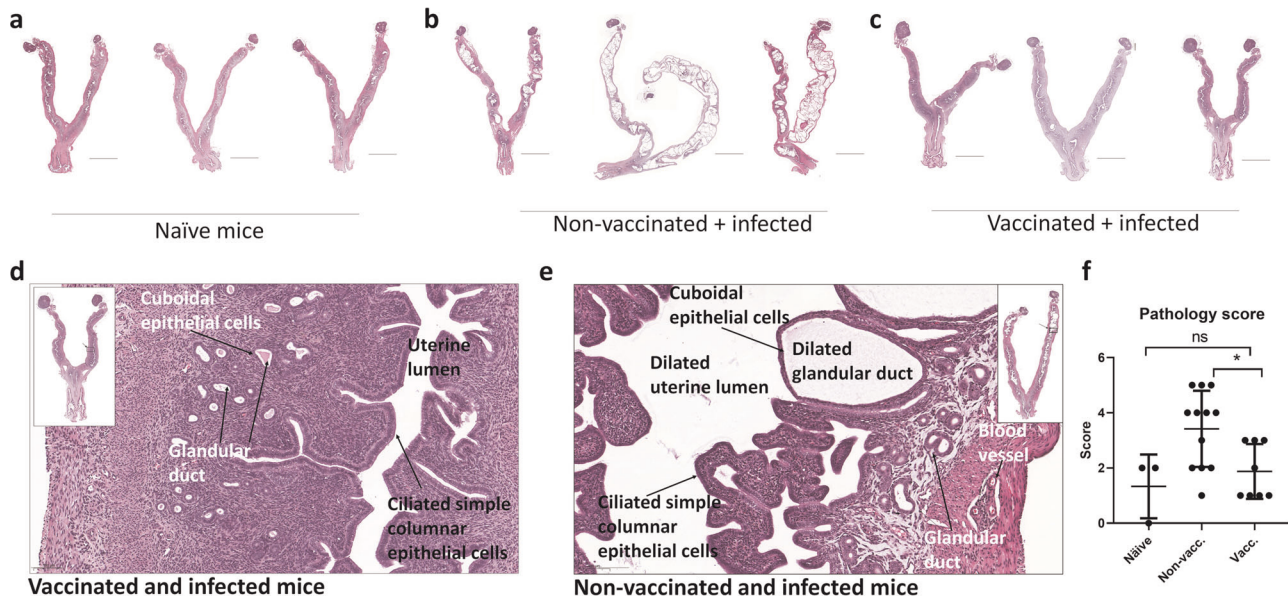 a
b
c
Naïve mice
Non-vaccinated + infected
Vaccinated + infected
d
Cuboidal
epithelial cells
Uterine
lumen
Glandular
duct
Ciliated simple
columnar
epithelial cells
Vaccinated and infected mice
e
Cuboidal
epithelial cells
Dilated
uterine lumen
Dilated
glandular duct
Blood
vessel
Ciliated simple
columnar
epithelial cells
Glandular
duct
Non-vaccinated and infected mice
f
Pathology score
ns
*
6
4
2
0
Score
Näive
Non-vacc.
Vacc.